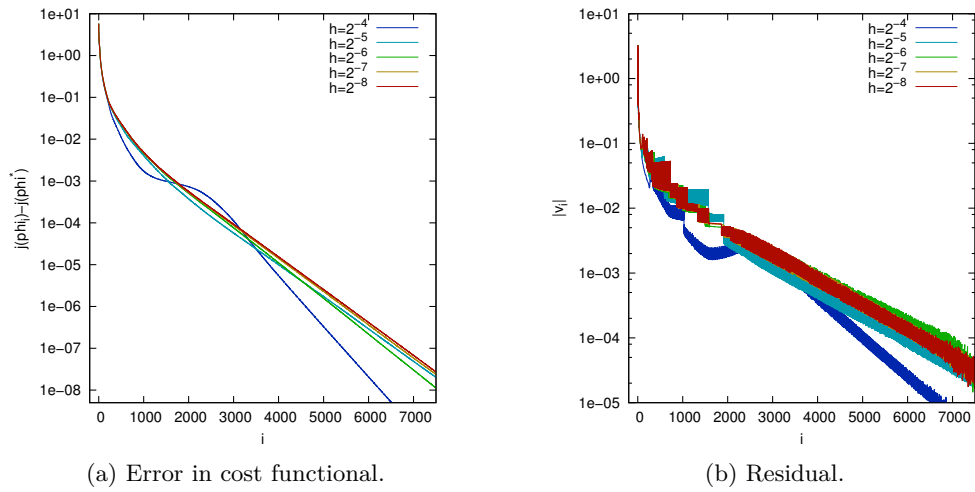 1e+01
1e+00
1e−01
1e−02
1e−03
1e−04
1e−05
1e−06
1e−07
1e−08
0 1000 2000 3000 4000 5000 6000 7000
j(phi_i)−j(phi^*
i
h=2^−4
h=2^−5
h=2^−6
h=2^−7
h=2^−8
(a) Error in cost functional.
1e+01
1e+00
1e−01
1e−02
1e−03
1e−04
1e−05
0 1000 2000 3000 4000 5000 6000 7000
|v_i|
i
h=2^−4
h=2^−5
h=2^−6
h=2^−7
h=2^−8
(b) Residual.